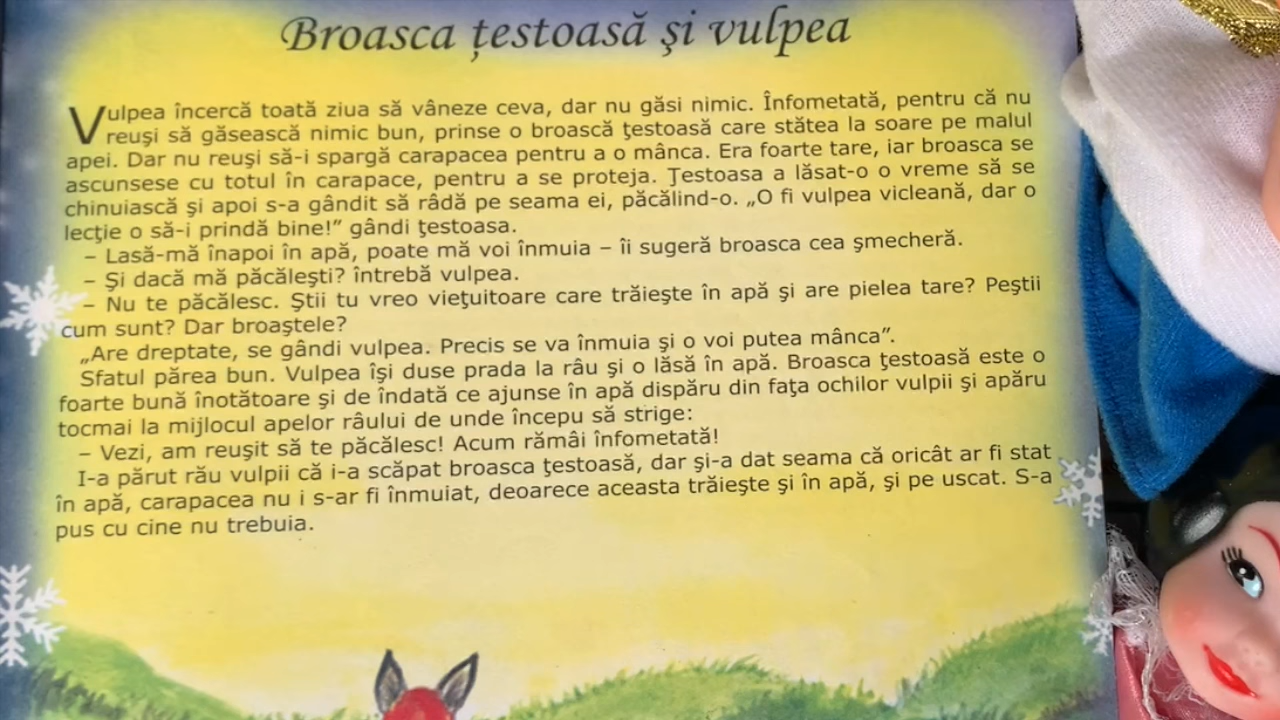 Broasca țestoasă şi vulpea
Vulpea încercă toată ziua să vâneze ceva, dar nu găsi nimic. Înfometată, pentru că nu
reuşi să găsească nimic bun, prinse o broască ţestoasă care stătea la soare pe malul
apei. Dar nu reuşi să-i spargă carapacea pentru a o mânca. Era foarte tare, iar broasca se
ascunsese cu totul în carapace, pentru a se proteja. Ţestoasa a lăsat-o o vreme să se
chinuiască şi apoi s-a gândit să râdă pe seama ei, păcălind-o. „O fi vulpea vicleană, dar o
lecţie o să-i prindă bine!” gândi ţestoasa.
– Lasă-mă înapoi în apă, poate mă voi înmuia – îi sugeră broasca cea şmecheră.
– Şi dacă mă păcăleşti? întrebă vulpea.
– Nu te păcălesc. Ştii tu vreo vieţuitoare care trăieşte în apă şi are pielea tare? Peştii
cum sunt? Dar broaştele?
„Are dreptate, se gândi vulpea. Precis se va înmuia şi o voi putea mânca”.
Sfatul părea bun. Vulpea îşi duse prada la râu şi o lăsă în apă. Broasca ţestoasă este o
foarte bună înotătoare şi de îndată ce ajunse în apă dispăru din faţa ochilor vulpii şi apăru
tocmai la mijlocul apelor râului de unde începu să strige:
– Vezi, am reuşit să te păcălesc! Acum rămâi înfometată!
I-a părut rău vulpii că i-a scăpat broasca ţestoasă, dar şi-a dat seama că oricât ar fi stat
în apă, carapacea nu i s-ar fi înmuiat, deoarece aceasta trăieşte şi în apă, şi pe uscat. S-a
pus cu cine nu trebuia.